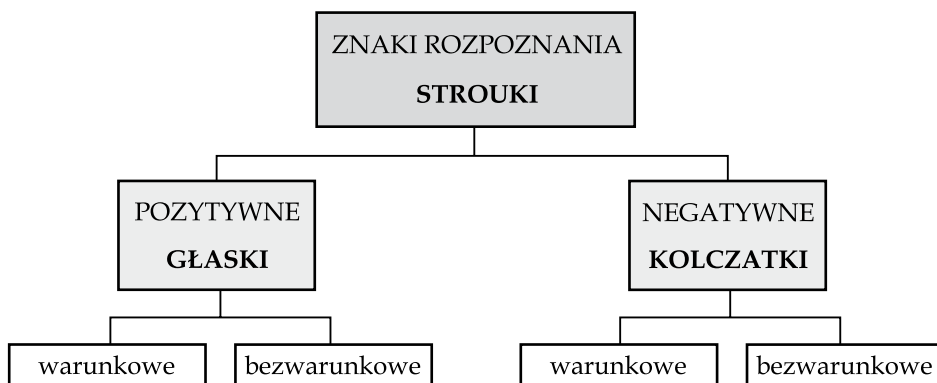 ZNAKI ROZPOZNANIA
STROUKI
POZYTYWNE
GŁASKI
NEGATYWNE
KOLCZATKI
warunkowe
bezwarunkowe
warunkowe
bezwarunkowe